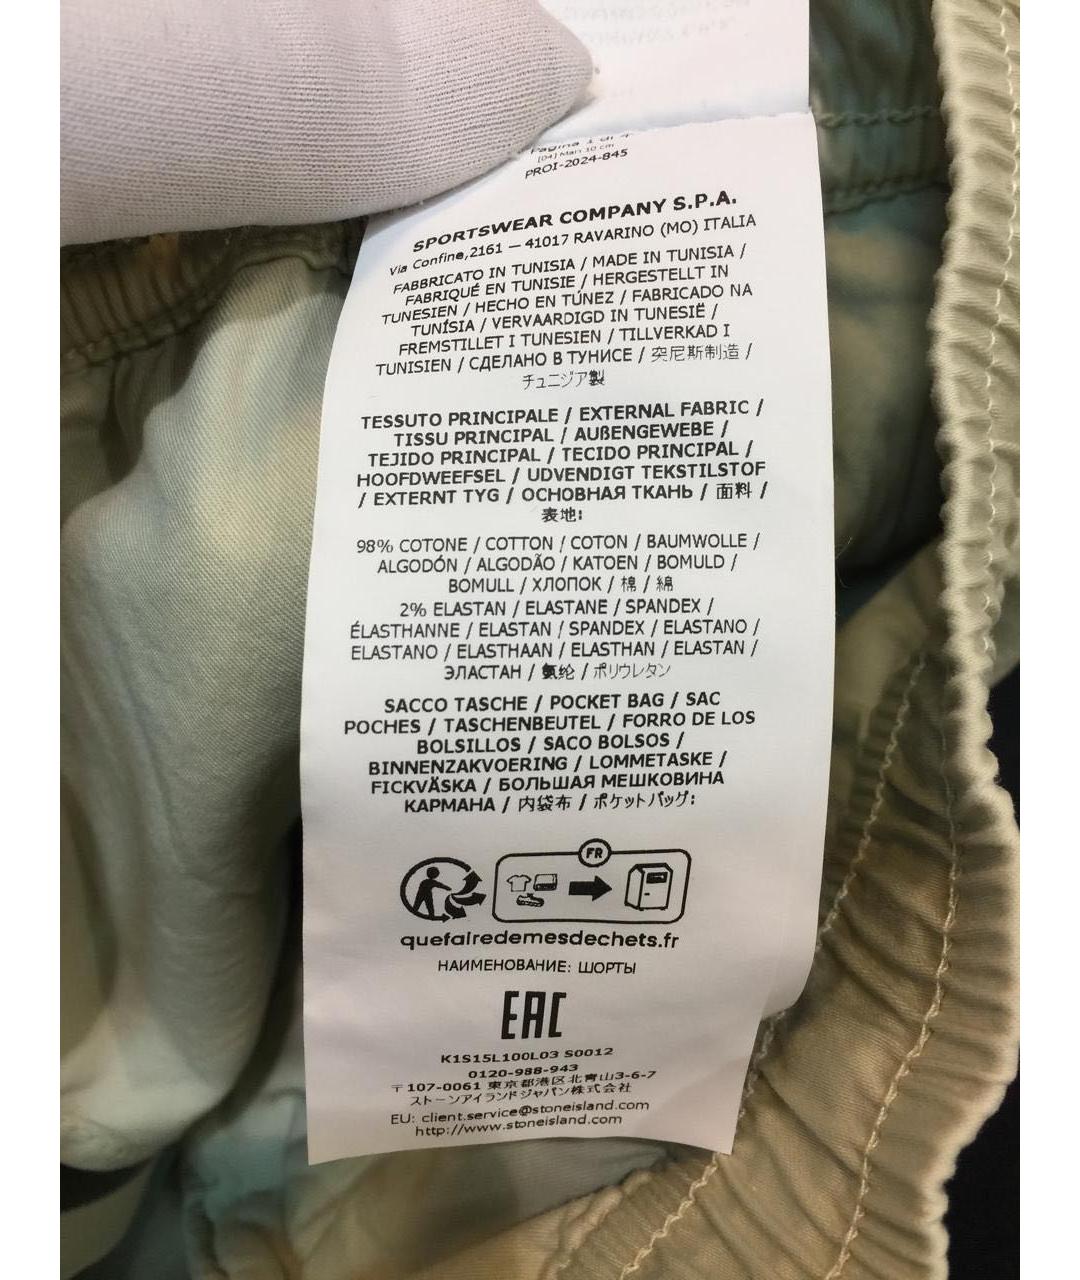 Pagina 1 di 4
[04] Man 10 cm
PROI-2024-845
SPORTSWEAR COMPANY S.P.A.
Via Confine,2161 — 41017 RAVARINO (MO) ITALIA
FABBRICATO IN TUNISIA / MADE IN TUNISIA /
FABRIQUÉ EN TUNISIE / HERGESTELLT IN
TUNESIEN / HECHO EN TÚNEZ / FABRICADO NA
TUNÍSIA / VERVAARDIGD IN TUNESIË /
FREMSTILLET I TUNESIEN / TILLVERKAD I
TUNISIEN / СДЕЛАНО В ТУНИСЕ / 突尼斯制造 /
チュニジア製
TESSUTO PRINCIPALE / EXTERNAL FABRIC /
TISSU PRINCIPAL / AUßENGEWEBE /
TEJIDO PRINCIPAL / TECIDO PRINCIPAL /
HOOFDWEEFSEL / UDVENDIGT TEKSTILSTOF
/ EXTERNT TYG / ОСНОВНАЯ ТКАНЬ / 面料 /
表地:
98% COTONE / COTTON / COTON / BAUMWOLLE /
ALGODÓN / ALGODÃO / KATOEN / BOMULD /
BOMULL / ХЛОПОК / 棉 / 綿
2% ELASTAN / ELASTANE / SPANDEX /
ÉLASTHANNE / ELASTAN / SPANDEX / ELASTANO /
ELASTANO / ELASTHAAN / ELASTHAN / ELASTAN /
ЭЛАСТАН / 氨纶 / ポリウレタン
SACCO TASCHE / POCKET BAG / SAC
POCHES / TASCHENBEUTEL / FORRO DE LOS
BOLSILLOS / SACO BOLSOS /
BINNENZAKVOERING / LOMMETASKE /
FICKVÄSKA / БОЛЬШАЯ МЕШКОВИНА
КАРМАНА / 内袋布 / ポケットバッグ:
FR
quefairedemesdechets.fr
НАИМЕНОВАНИЕ: ШОРТЫ
EAC
K1S15L100L03 S0012
0120-988-943
〒107-0061 東京都港区北青山3-6-7
ストーンアイランドジャパン株式会社
EU: client.service@stoneisland.com
http://www.stoneisland.com